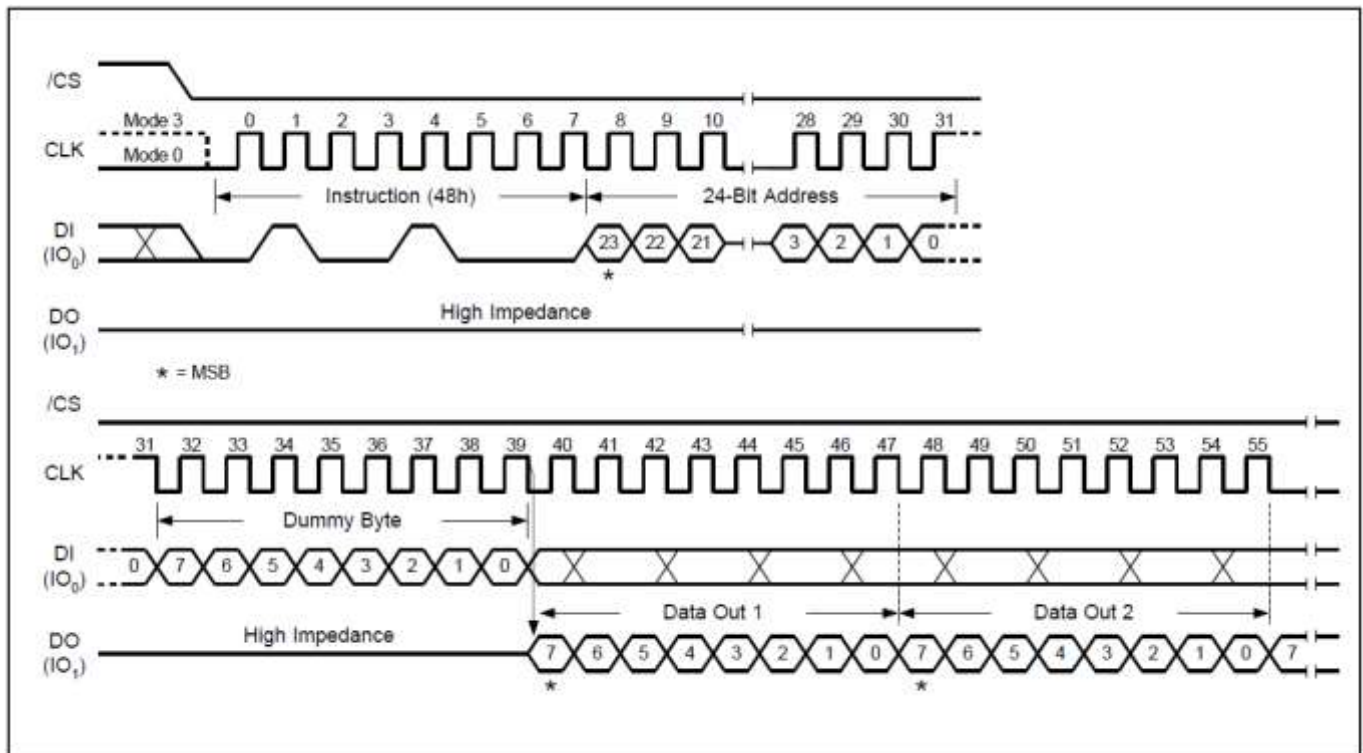 /CS
Mode 3 0 1 2 3 4 5 6 7 8 9 10 28 29 30 31
CLK
Mode 0
Instruction (48h) 24-Bit Address
DI
(IO0) 23 22 21 3 2 1 0
*
DO High Impedance
(IO1)
* = MSB
/CS
31 32 33 34 35 36 37 38 39 40 41 42 43 44 45 46 47 48 49 50 51 52 53 54 55
CLK
Dummy Byte
DI
(IO0) 0 7 6 5 4 3 2 1 0
Data Out 1 Data Out 2
DO High Impedance
(IO1) 7 6 5 4 3 2 1 0 7 6 5 4 3 2 1 0 7
* *